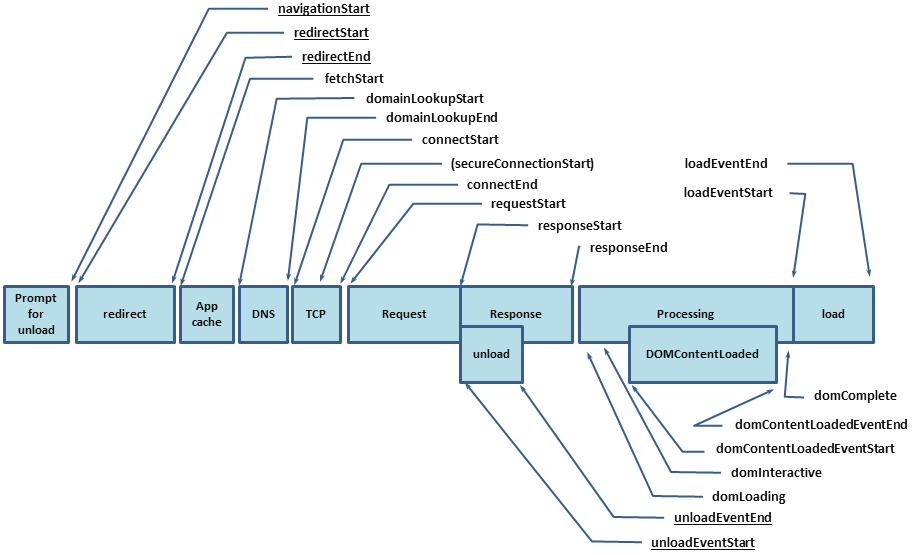 navigationStart
redirectStart
redirectEnd
fetchStart
domainLookupStart
domainLookupEnd
connectStart
(secureConnectionStart)
loadEventEnd
connectEnd
loadEventStart
requestStart
responseStart
responseEnd
Prompt
for
unload
redirect
App
cache
DNS
TCP
Request
Response
Processing
load
unload
DOMContentLoaded
domComplete
domContentLoadedEventEnd
domContentLoadedEventStart
domInteractive
domLoading
unloadEventEnd
unloadEventStart